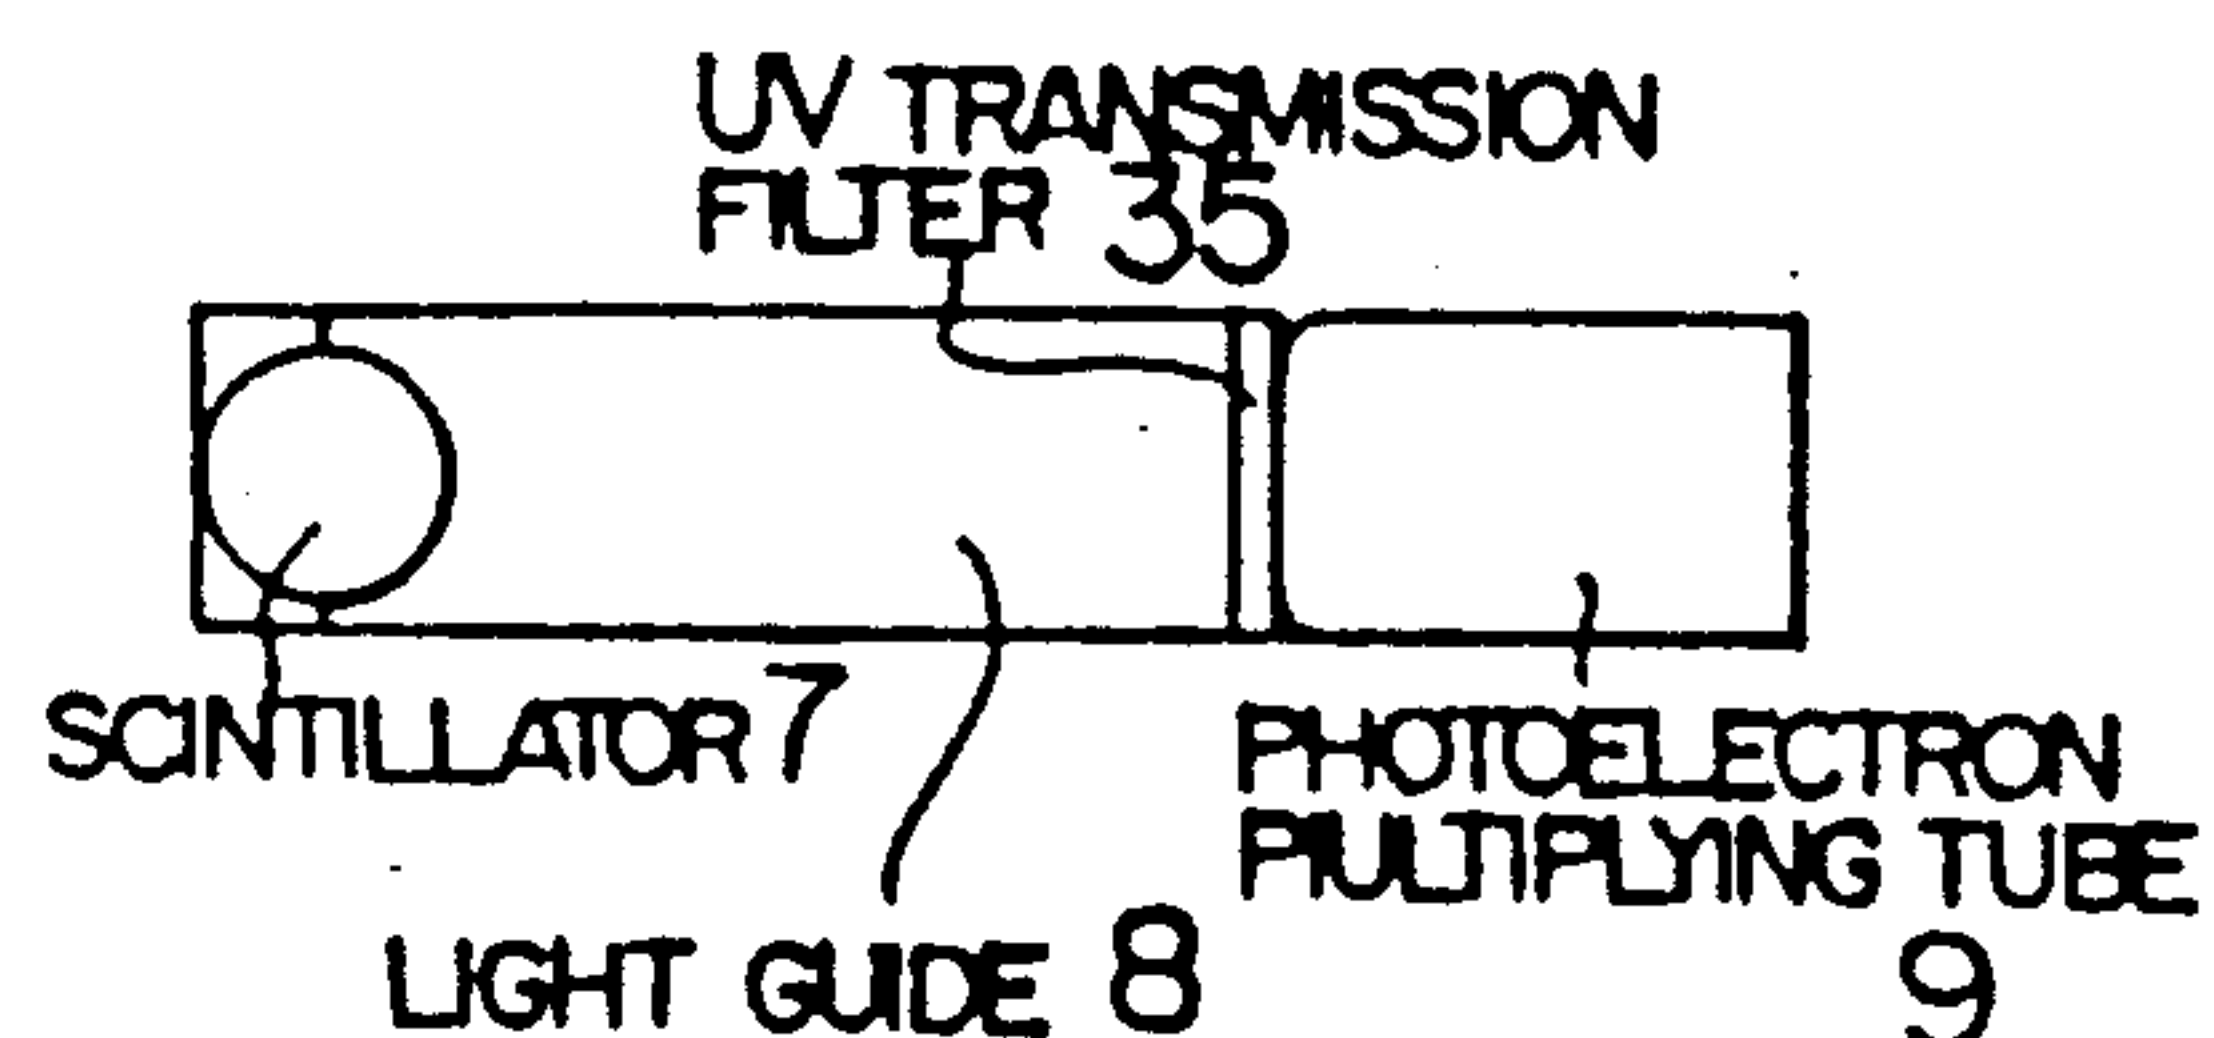 UV TRANSMISSION
FILTER 35
SCINTILLATOR 7
PHOTOELECTRON
MULTIPLYING TUBE
LIGHT GUIDE 8
9